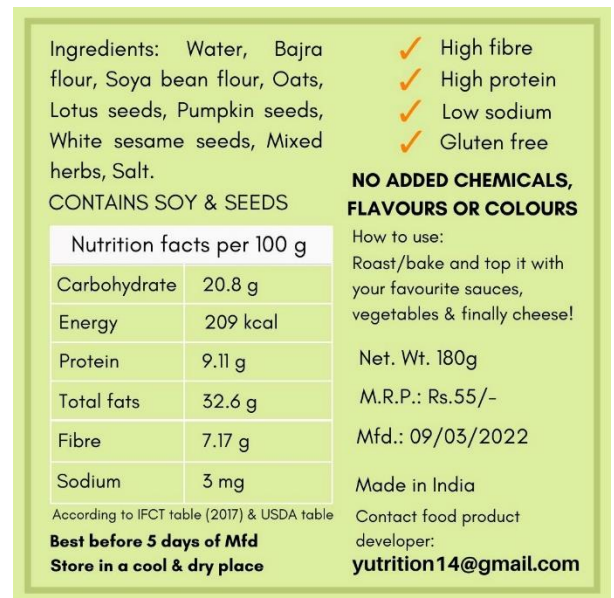 Ingredients: Water, Bajra
flour, Soya bean flour, Oats,
Lotus seeds, Pumpkin seeds,
White sesame seeds, Mixed
herbs, Salt.
CONTAINS SOY & SEEDS
Nutrition facts per 100 g
Carbohydrate 20.8 g
Energy 209 kcal
Protein 9.11 g
Total fats 32.6 g
Fibre 7.17 g
Sodium 3 mg
According to IFCT table (2017) & USDA table
Best before 5 days of Mfd
Store in a cool & dry place
✓ High fibre
✓ High protein
✓ Low sodium
✓ Gluten free
NO ADDED CHEMICALS,
FLAVOURS OR COLOURS
How to use:
Roast/bake and top it with
your favourite sauces,
vegetables & finally cheese!
Net. Wt. 180g
M.R.P.: Rs.55/-
Mfd.: 09/03/2022
Made in India
Contact food product
developer:
yutrition14@gmail.com